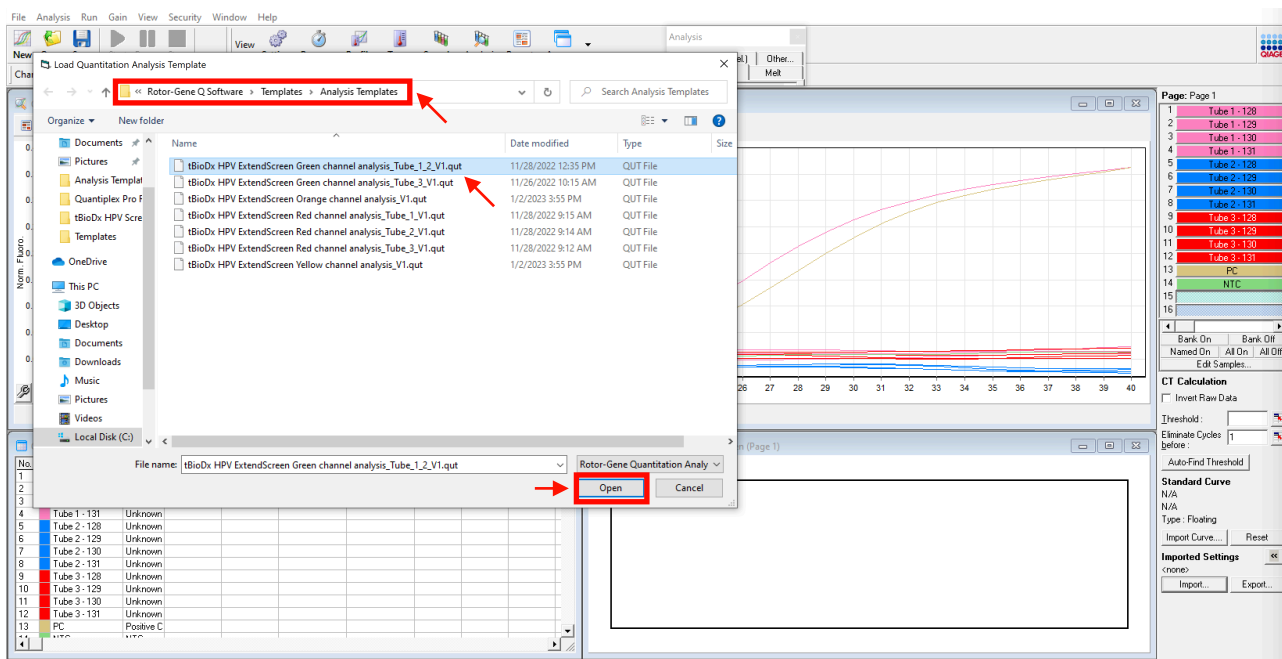 File Analysis Run Gain View Security Window Help
View
New
Analysis
QIAGE
Other...
Melt
Load Quantitation Analysis Template
« Rotor-Gene Q Software > Templates > Analysis Templates
Search Analysis Templates
Organize New folder
Name Date modified Type Size
Documents
Pictures
Analysis Templat
Quantiplex Pro F
tBioDx HPV Scre
Templates
OneDrive
This PC
3D Objects
Desktop
Documents
Downloads
Music
Pictures
Videos
Local Disk (C:)
tBioDx HPV ExtendScreen Green channel analysis_Tube_1_2_V1.qut 11/28/2022 12:35 PM QUT File
tBioDx HPV ExtendScreen Green channel analysis_Tube_3_V1.qut 11/26/2022 10:15 AM QUT File
tBioDx HPV ExtendScreen Orange channel analysis_V1.qut 1/2/2023 3:55 PM QUT File
tBioDx HPV ExtendScreen Red channel analysis_Tube_1_V1.qut 11/28/2022 9:15 AM QUT File
tBioDx HPV ExtendScreen Red channel analysis_Tube_2_V1.qut 11/28/2022 9:14 AM QUT File
tBioDx HPV ExtendScreen Red channel analysis_Tube_3_V1.qut 11/28/2022 9:12 AM QUT File
tBioDx HPV ExtendScreen Yellow channel analysis_V1.qut 1/2/2023 3:55 PM QUT File
File name: tBioDx HPV ExtendScreen Green channel analysis_Tube_1_2_V1.qut Rotor-Gene Quantitation Analy
Open Cancel
Norm. Fluoro.
26 27 28 29 30 31 32 33 34 35 36 37 38 39 40
(Page 1)
No.
1
2
3
4 Tube 1 - 131 Unknown
5 Tube 2 - 128 Unknown
6 Tube 2 - 129 Unknown
7 Tube 2 - 130 Unknown
8 Tube 2 - 131 Unknown
9 Tube 3 - 128 Unknown
10 Tube 3 - 129 Unknown
11 Tube 3 - 130 Unknown
12 Tube 3 - 131 Unknown
13 PC Positive C
Page: Page 1
1 Tube 1 - 128
2 Tube 1 - 129
3 Tube 1 - 130
4 Tube 1 - 131
5 Tube 2 - 128
6 Tube 2 - 129
7 Tube 2 - 130
8 Tube 2 - 131
9 Tube 3 - 128
10 Tube 3 - 129
11 Tube 3 - 130
12 Tube 3 - 131
13 PC
14 NTC
15
16
Bank On Bank Off
Named On All On All Off
Edit Samples...
CT Calculation
Invert Raw Data
Threshold :
Eliminate Cycles before : 1
Auto-Find Threshold
Standard Curve
N/A
N/A
Type : Floating
Import Curve.... Reset
Imported Settings
<none>
Import... Export...